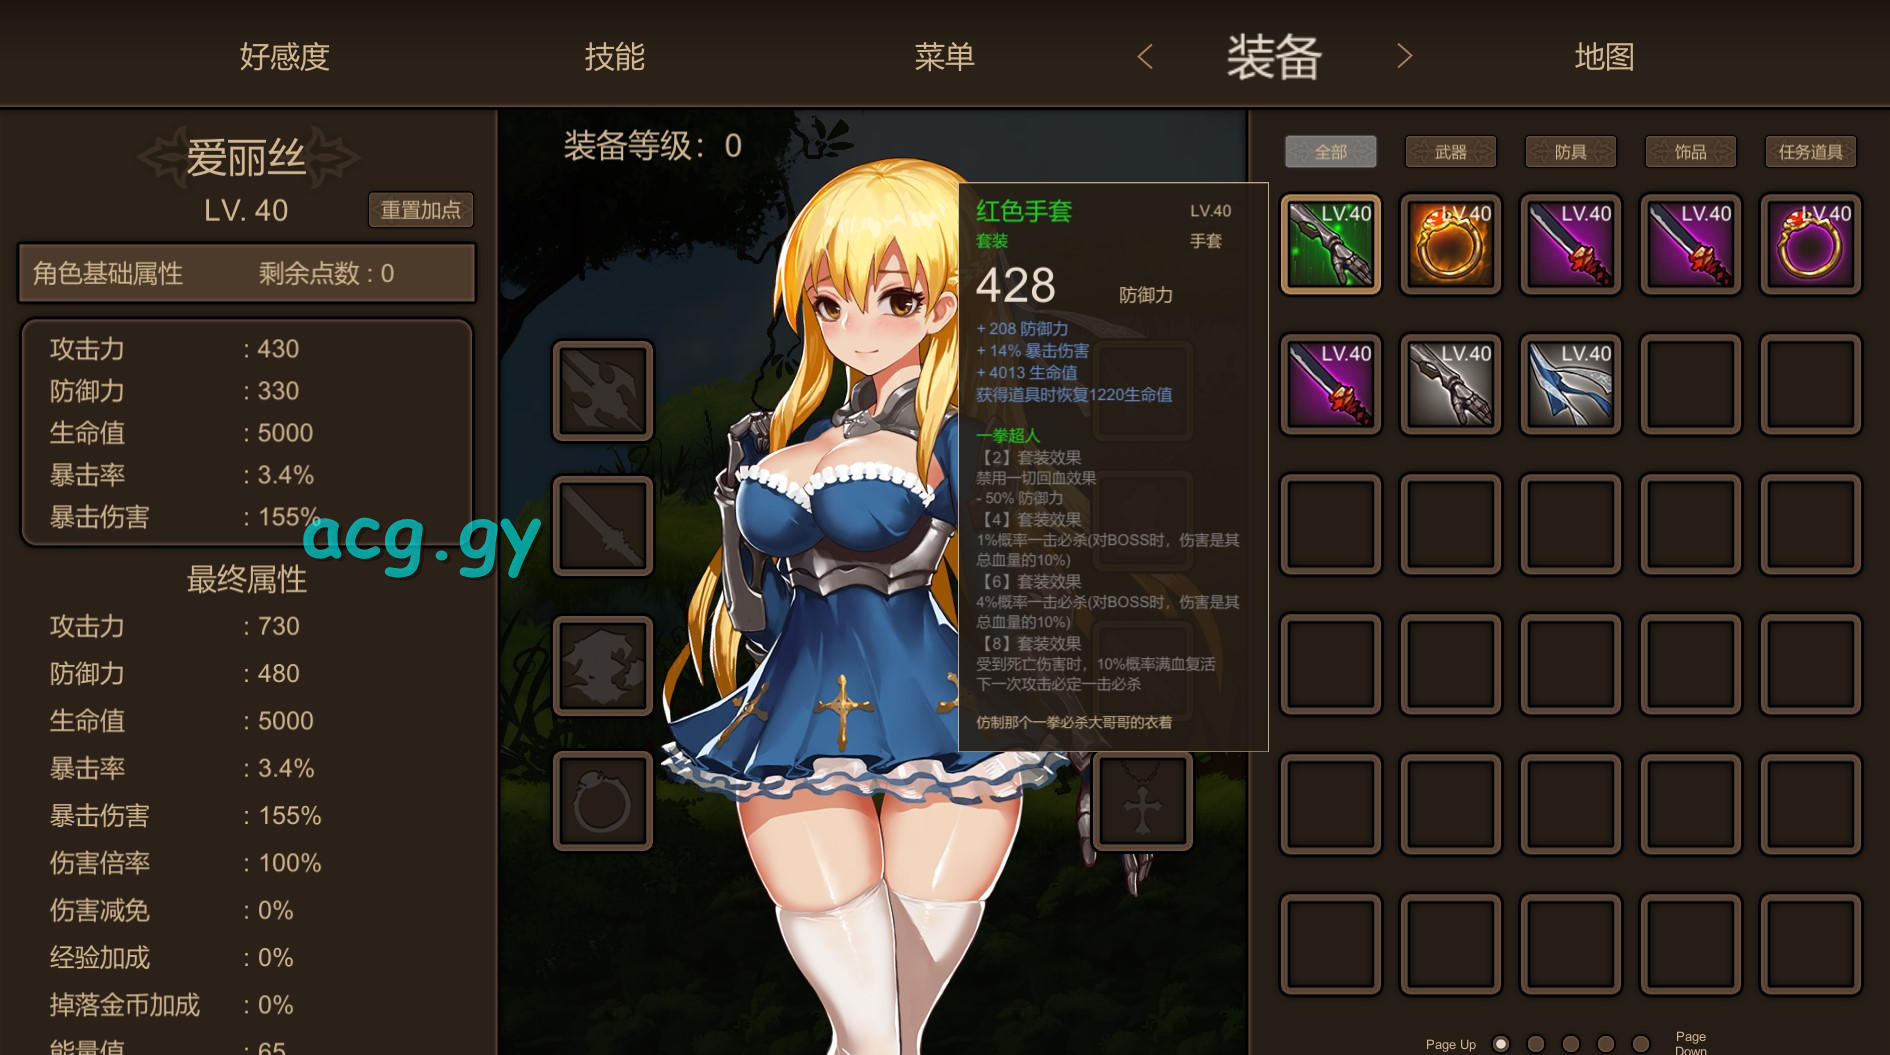 好感度 技能 菜单 < 装备 > 地图
爱丽丝
LV. 40 重置加点
角色基础属性 剩余点数 : 0
攻击力 : 430
防御力 : 330
生命值 : 5000
暴击率 : 3.4%
暴击伤害 : 155%
acg.gy
最终属性
攻击力 : 730
防御力 : 480
生命值 : 5000
暴击率 : 3.4%
暴击伤害 : 155%
伤害倍率 : 100%
伤害减免 : 0%
经验加成 : 0%
掉落金币加成 : 0%
能量值 : 65
装备等级：0
红色手套 LV.40
套装 手套
428 防御力
+ 208 防御力
+ 14% 暴击伤害
+ 4013 生命值
获得道具时恢复1220生命值
一拳超人
【2】套装效果
禁用一切回血效果
- 50% 防御力
【4】套装效果
1%概率一击必杀(对BOSS时，伤害是其
总血量的10%)
【6】套装效果
4%概率一击必杀(对BOSS时，伤害是其
总血量的10%)
【8】套装效果
受到死亡伤害时，10%概率满血复活
下一次攻击必定一击必杀
仿制那个一拳必杀大哥哥的衣着
全部 武器 防具 饰品 任务道具
LV.40 LV.40 LV.40 LV.40 LV.40
LV.40 LV.40 LV.40
Page Up Page
Down